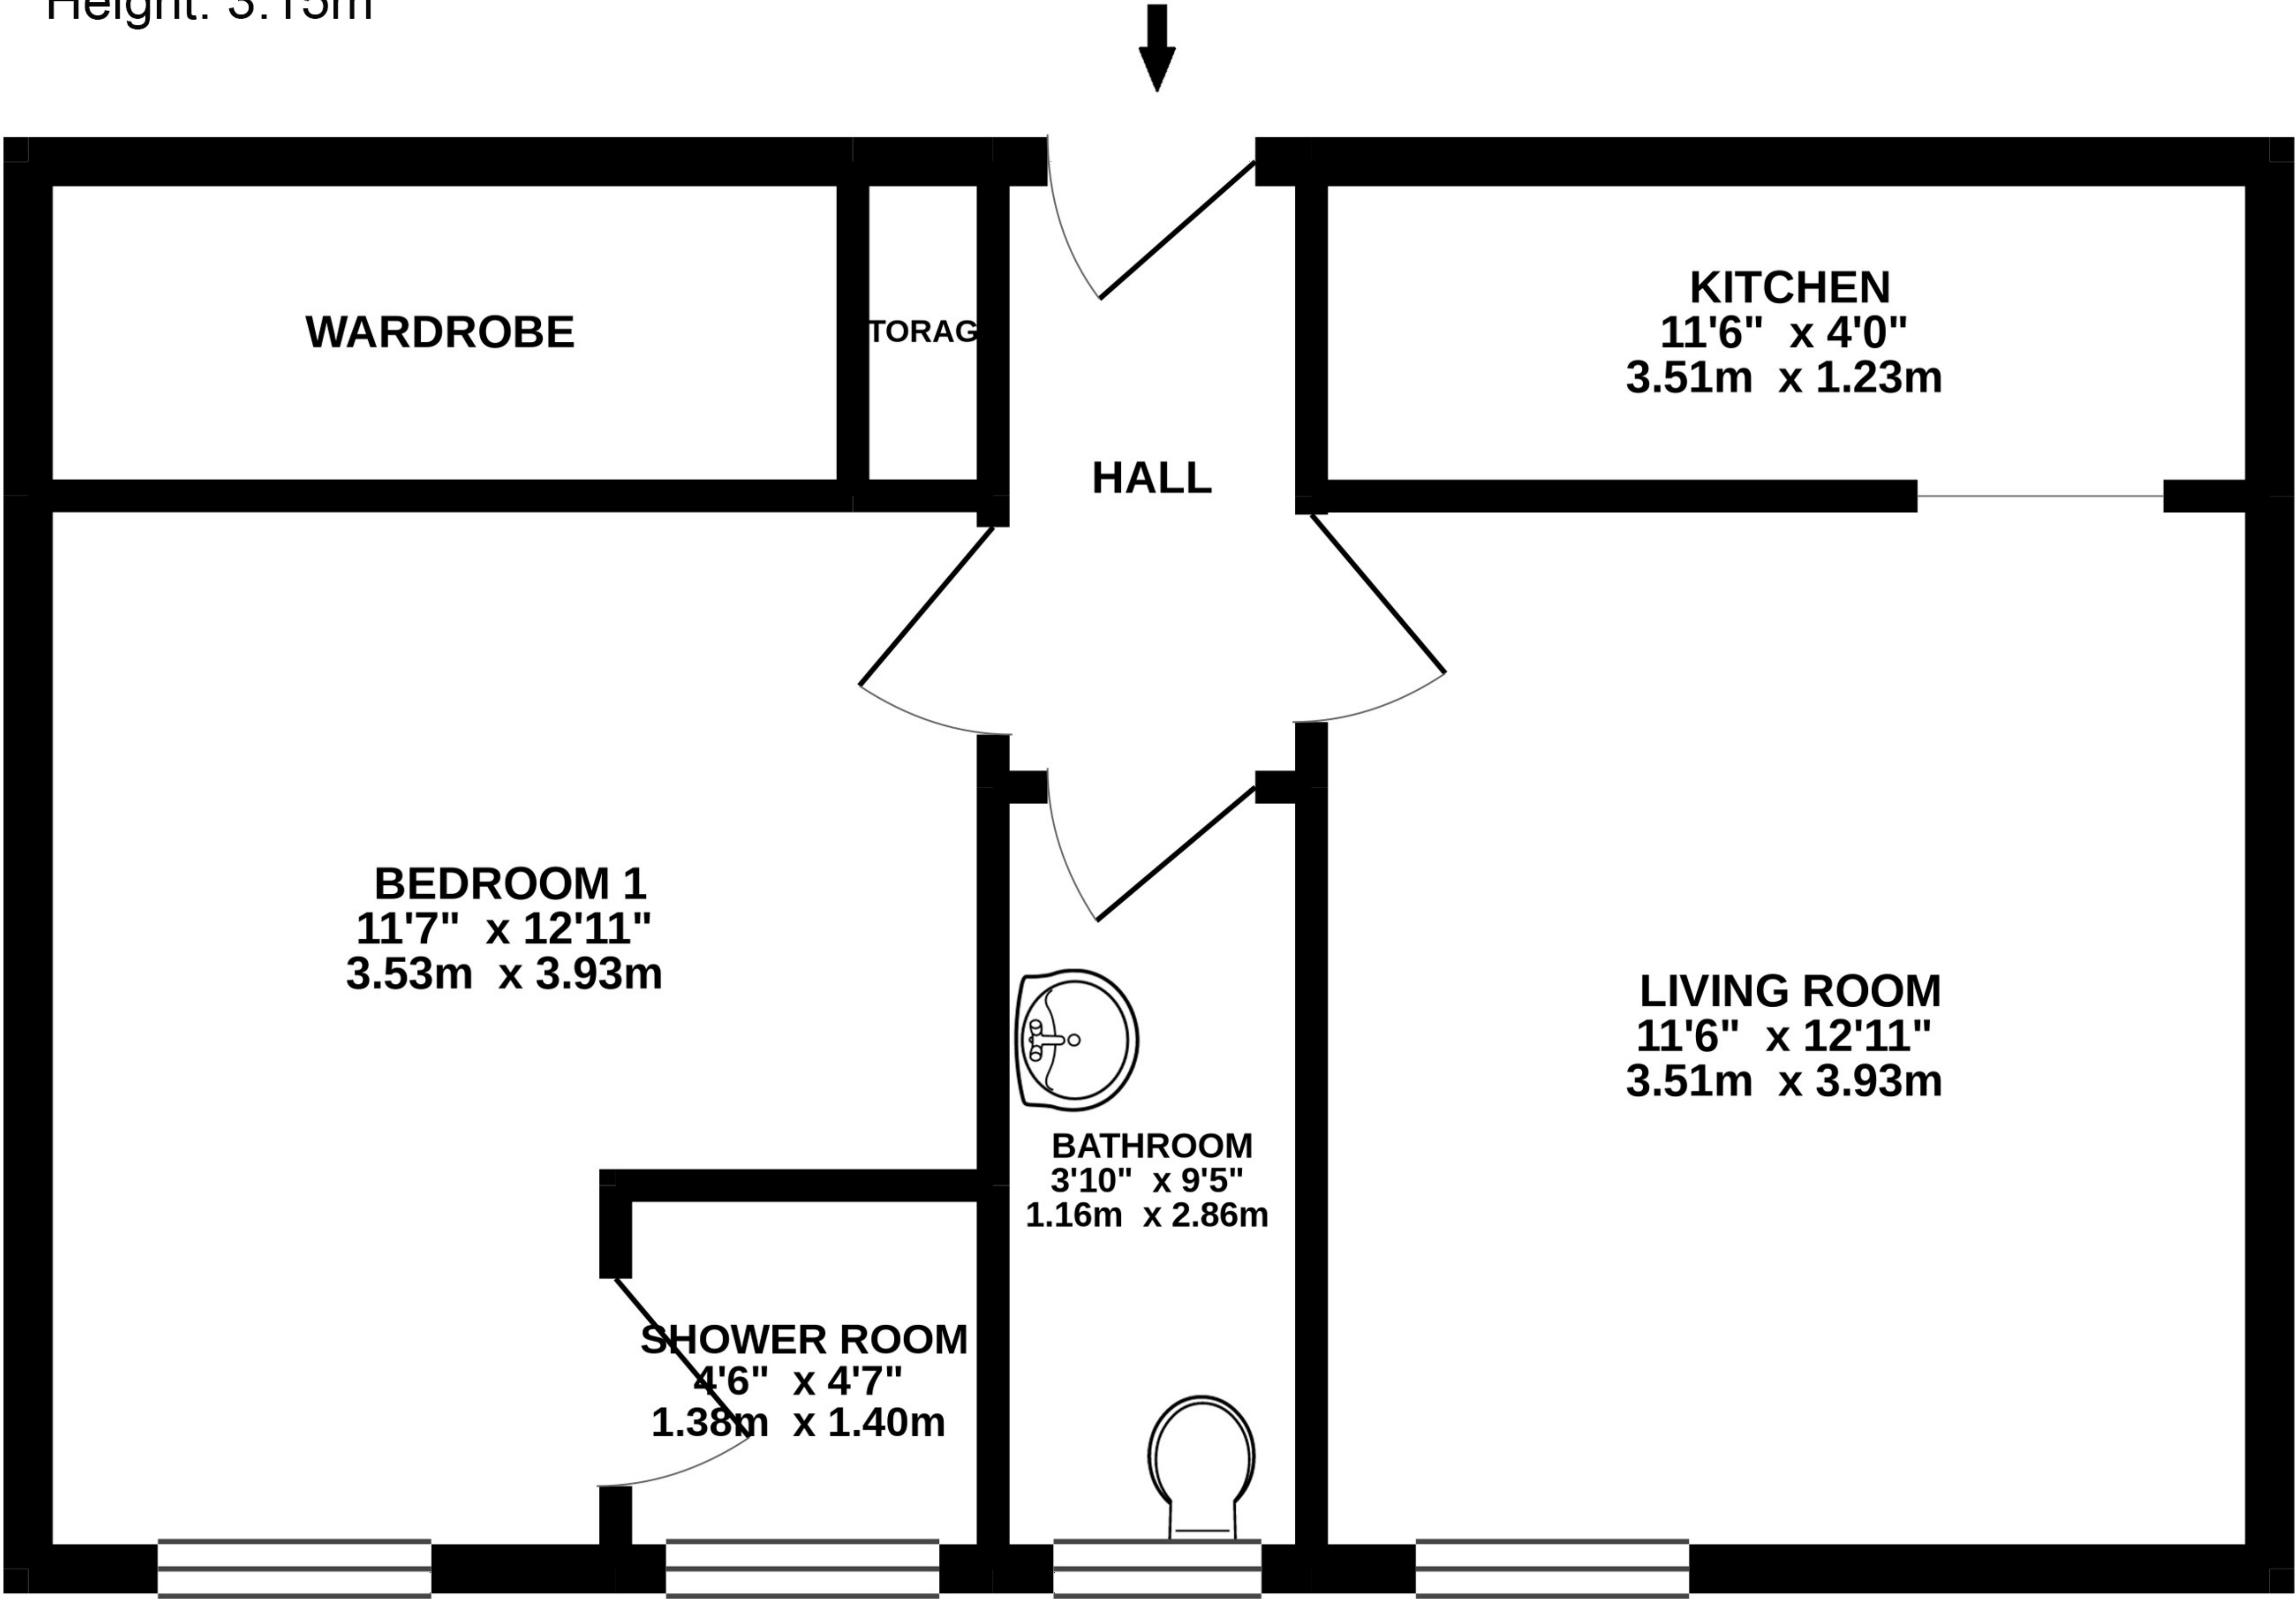 Height: 3.15m
WARDROBE
TORAG
HALL
KITCHEN
11'6" x 4'0"
3.51m x 1.23m
BEDROOM 1
11'7" x 12'11"
3.53m x 3.93m
LIVING ROOM
11'6" x 12'11"
3.51m x 3.93m
BATHROOM
3'10" x 9'5"
1.16m x 2.86m
SHOWER ROOM
4'6" x 4'7"
1.38m x 1.40m